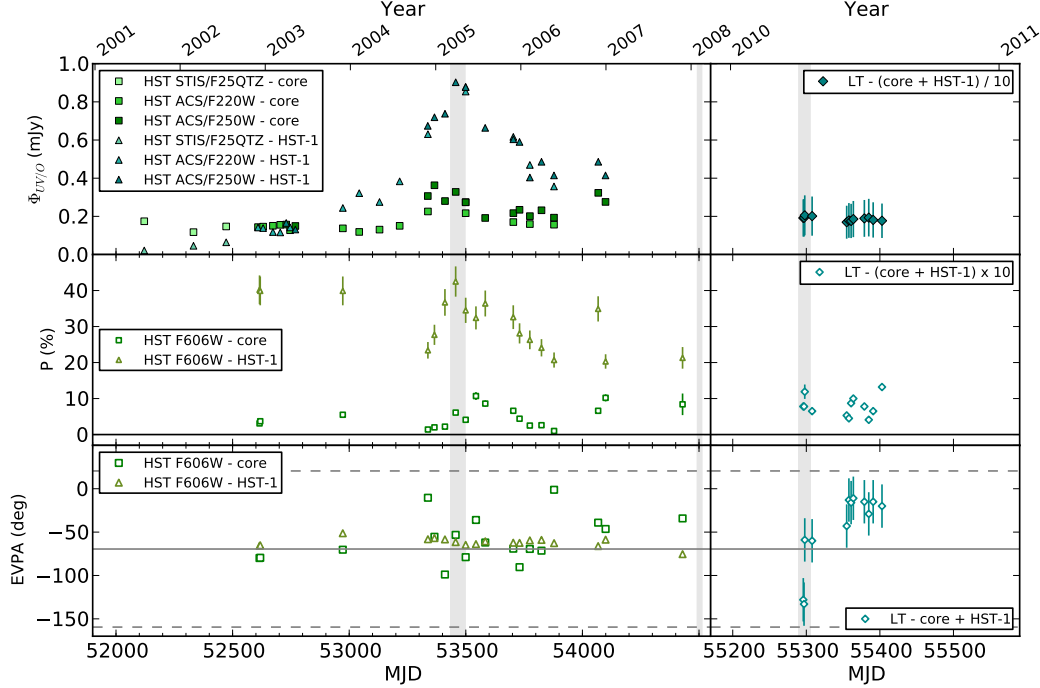 Year
Year
2001 2002 2003 2004 2005 2006 2007 2008 2010 2011
1.0
0.8
0.6
0.4
0.2
0.0
Φ_UV/O (mJy)
HST STIS/F25QTZ - core
HST ACS/F220W - core
HST ACS/F250W - core
HST STIS/F25QTZ - HST-1
HST ACS/F220W - HST-1
HST ACS/F250W - HST-1
LT - (core + HST-1) / 10
40
30
20
10
0
P (%)
HST F606W - core
HST F606W - HST-1
LT - (core + HST-1) x 10
0
−50
−100
−150
EVPA (deg)
HST F606W - core
HST F606W - HST-1
LT - core + HST-1
52000 52500 53000 53500 54000 55200 55300 55400 55500
MJD
MJD